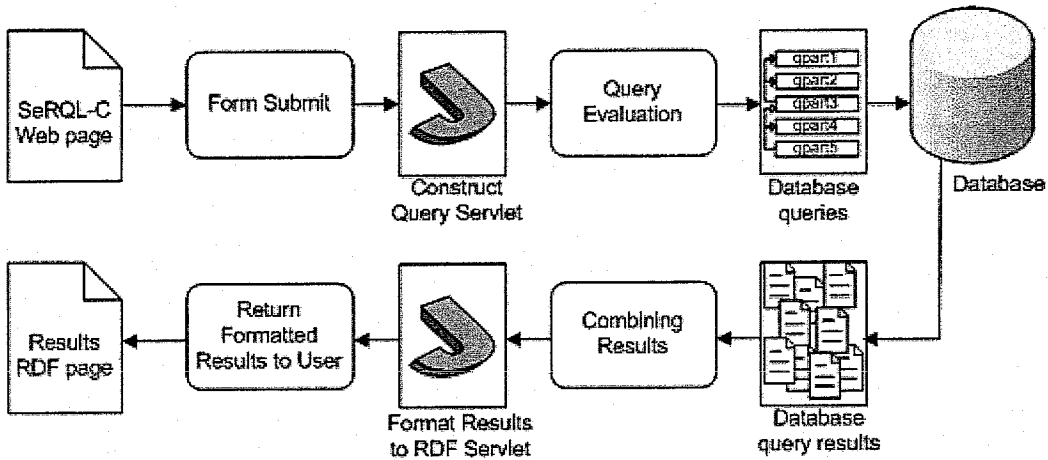 SeRQL-C
Web page
Form Submit
Construct
Query Servlet
Query
Evaluation
qpart1
qpart2
qpart3
qpart4
qpart5
Database
queries
Database
Results
RDF page
Return
Formatted
Results to User
Format Results
to RDF Servlet
Combining
Results
Database
query results